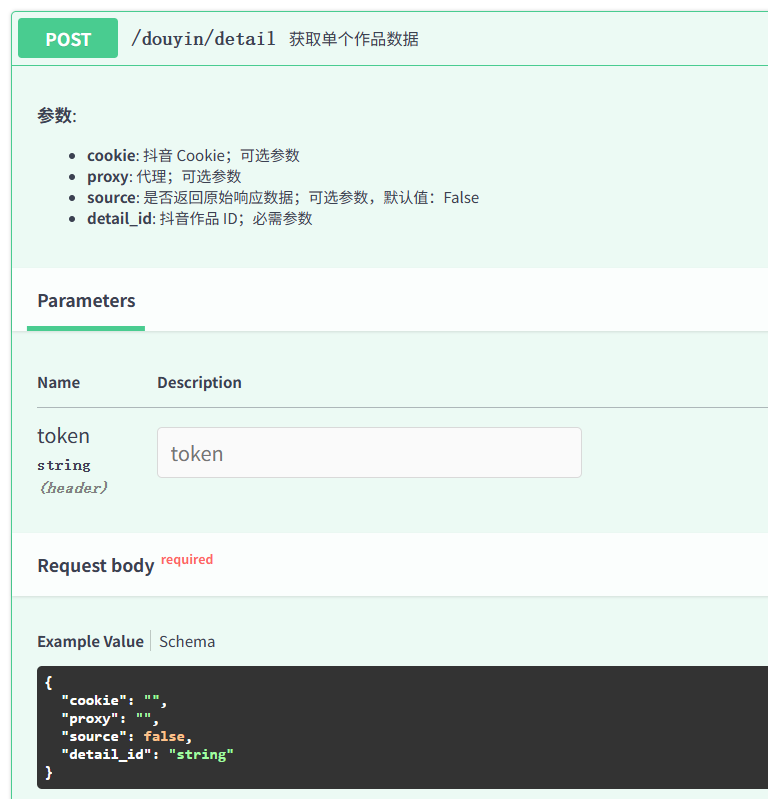 POST /douyin/detail 获取单个作品数据
参数:
cookie: 抖音 Cookie；可选参数
proxy: 代理；可选参数
source: 是否返回原始响应数据；可选参数，默认值：False
detail_id: 抖音作品 ID；必需参数
Parameters
Name Description
token
string
(header)
token
Request body required
Example Value Schema
{
  "cookie": "",
  "proxy": "",
  "source": false,
  "detail_id": "string"
}